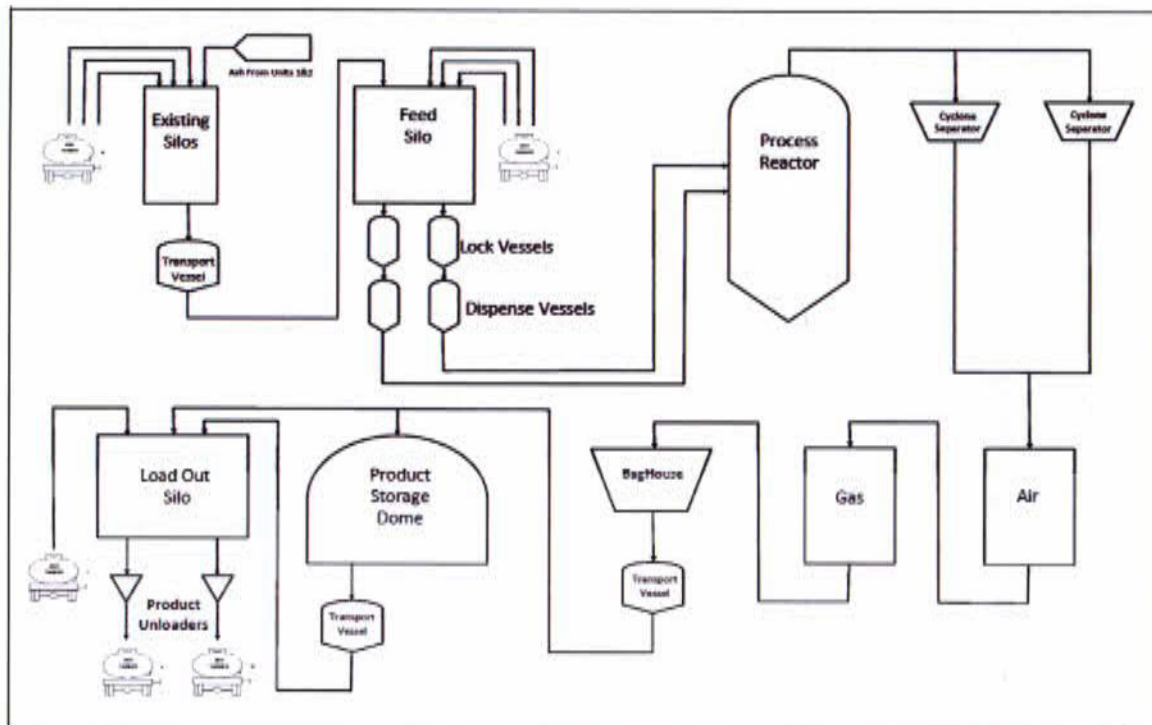 Ash From Units 1&2
Existing
Silos
Feed
Silo
Process
Reactor
Cyclone
Separator
Cyclone
Separator
Transport
Vessel
Lock Vessels
Dispense Vessels
Load Out
Silo
Product
Storage
Dome
BagHouse
Gas
Air
Transport
Vessel
Transport
Vessel
Product
Unloaders